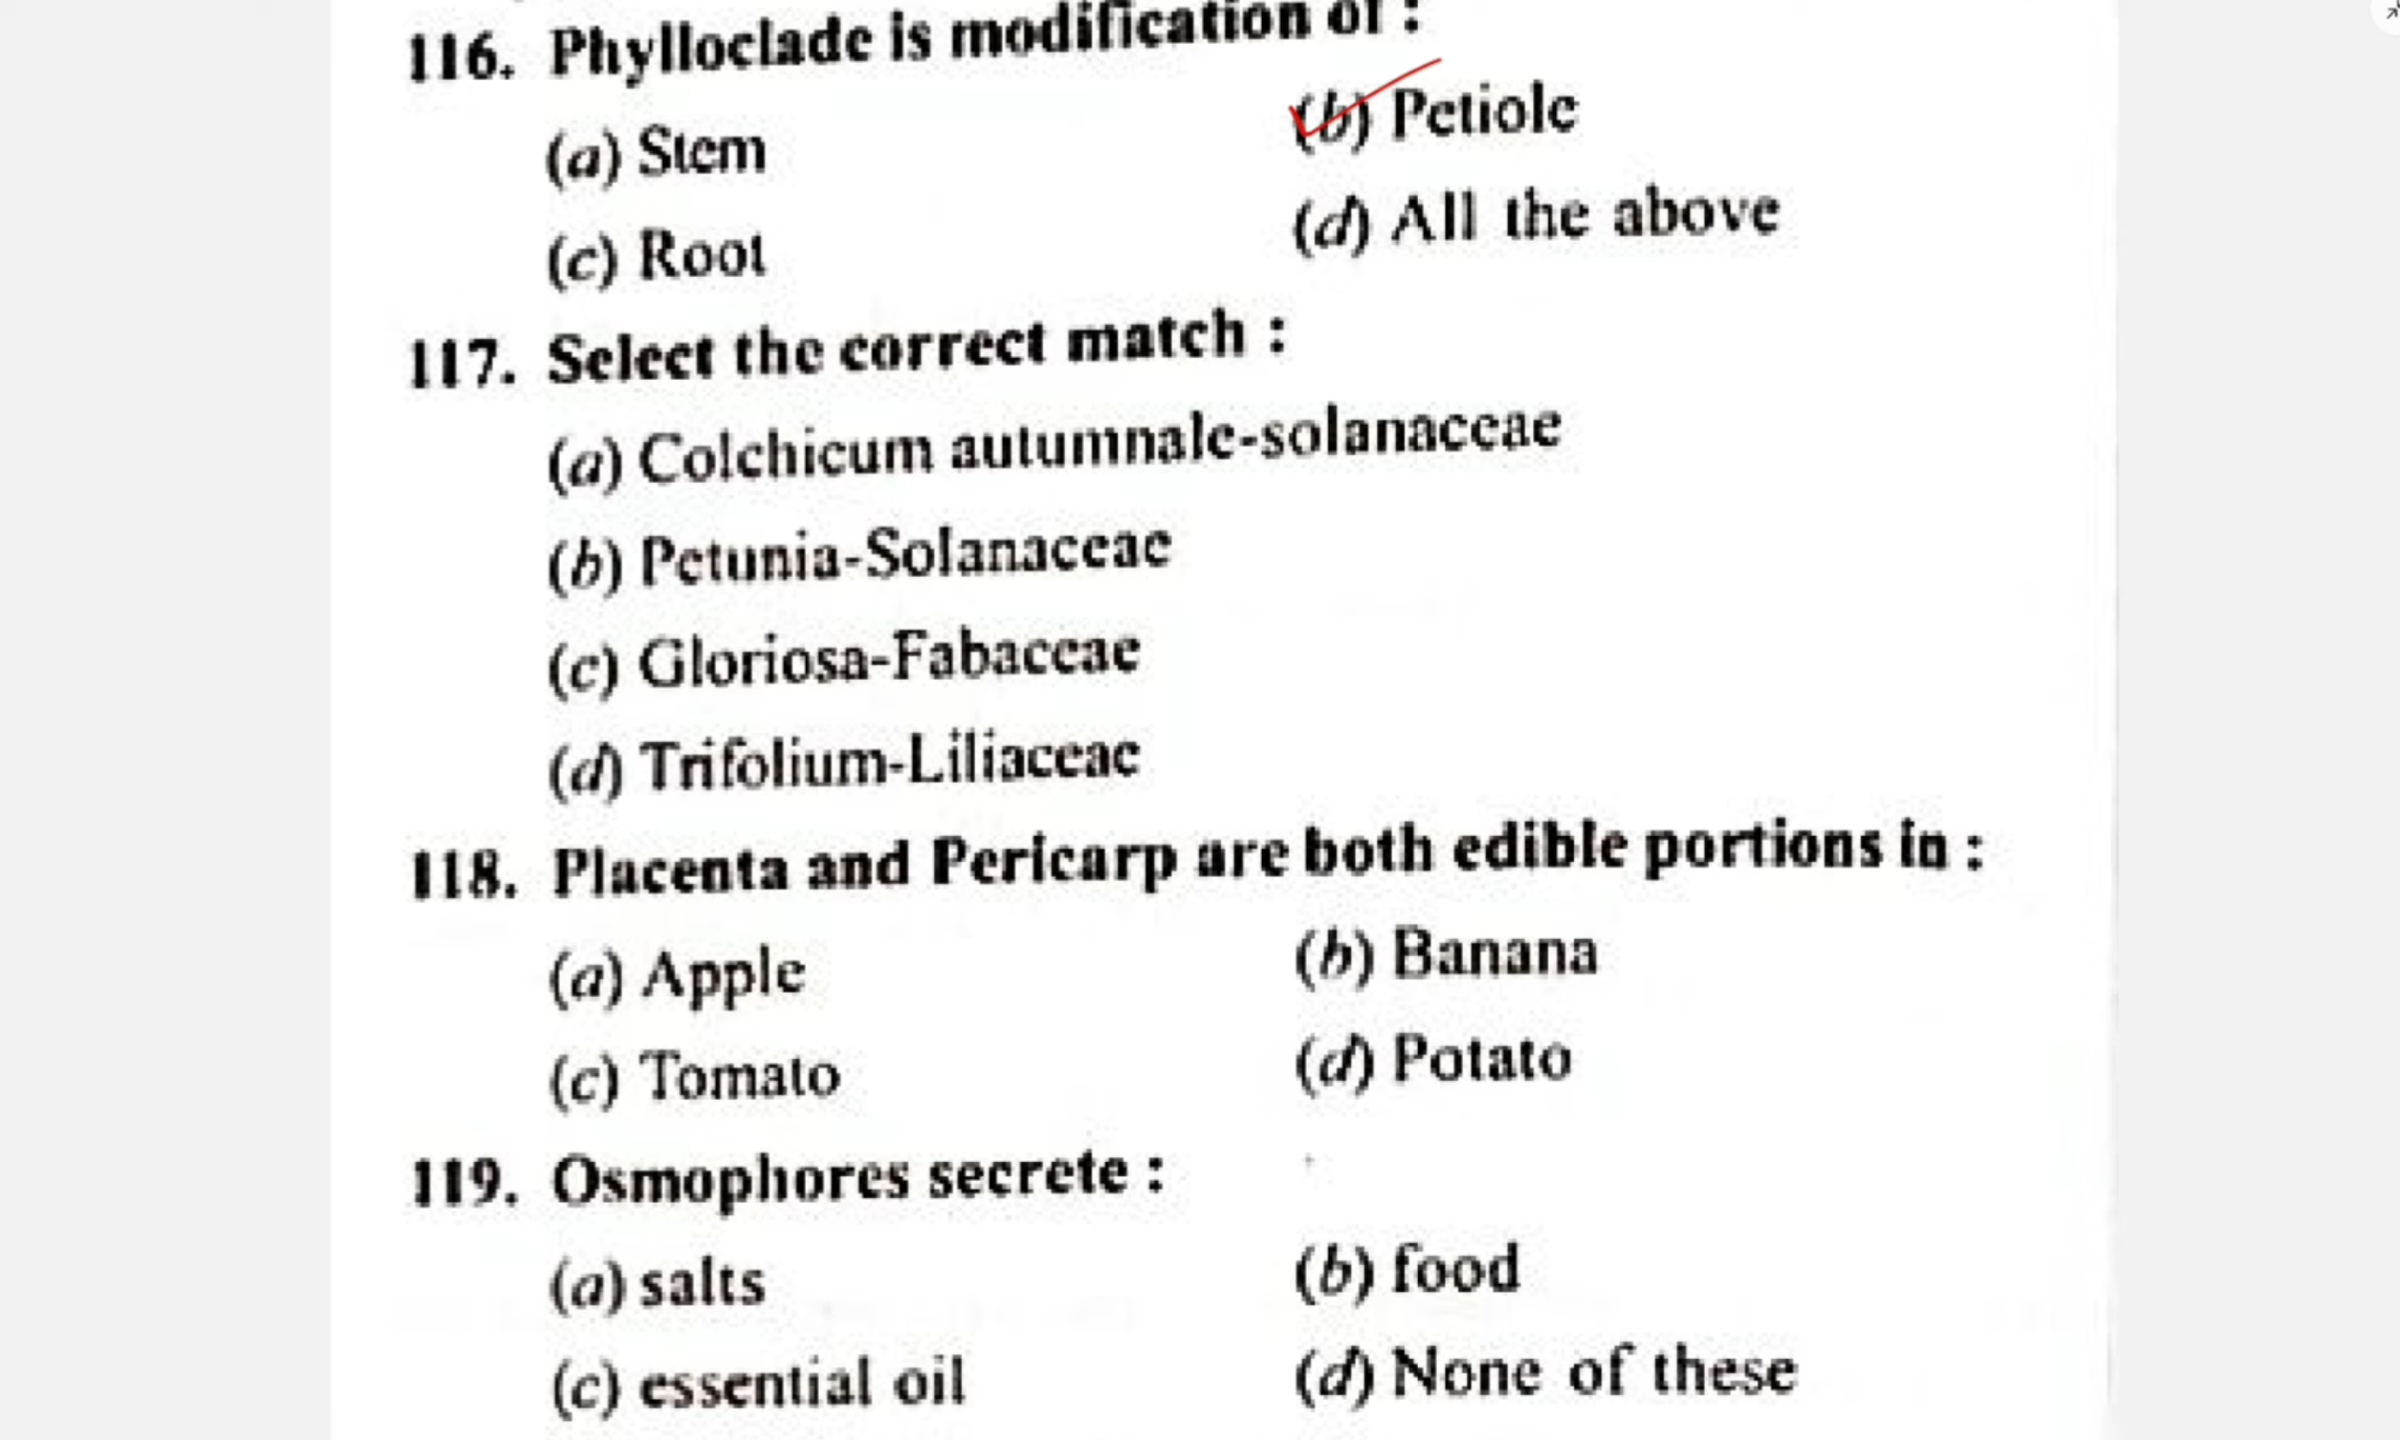 116. Phylloclade is modification of :
(a) Stem (b) Petiole
(c) Root (d) All the above
117. Select the correct match :
(a) Colchicum autumnale-solanaceae
(b) Petunia-Solanaceae
(c) Gloriosa-Fabaceae
(d) Trifolium-Liliaceae
118. Placenta and Pericarp are both edible portions in :
(a) Apple (b) Banana
(c) Tomato (d) Potato
119. Osmophores secrete :
(a) salts (b) food
(c) essential oil (d) None of these